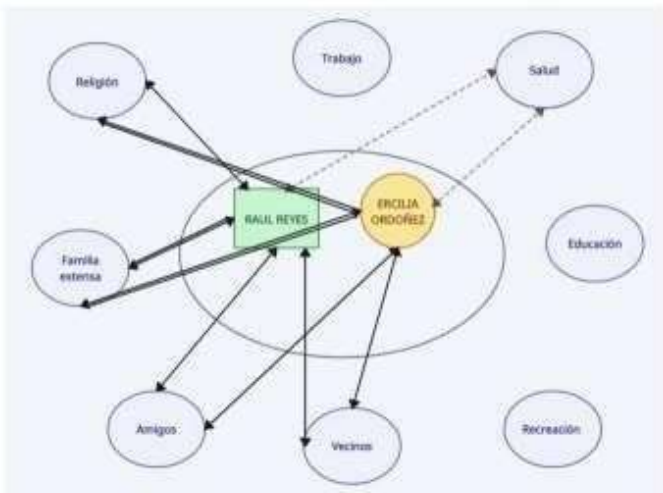 Trabajo
Religión
Salud
RAUL REYES
ERCILIA
ORDOÑEZ
Educación
Familia
extensa
Amigos
Vecinos
Recreación